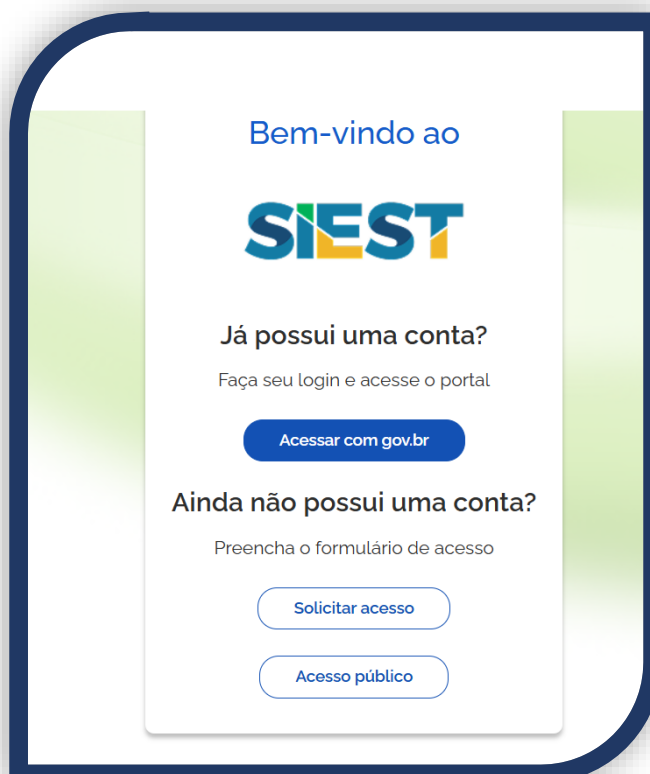 Bem-vindo ao
SIEST
Já possui uma conta?
Faça seu login e acesse o portal
Acessar com gov.br
Ainda não possui uma conta?
Preencha o formulário de acesso
Solicitar acesso
Acesso público